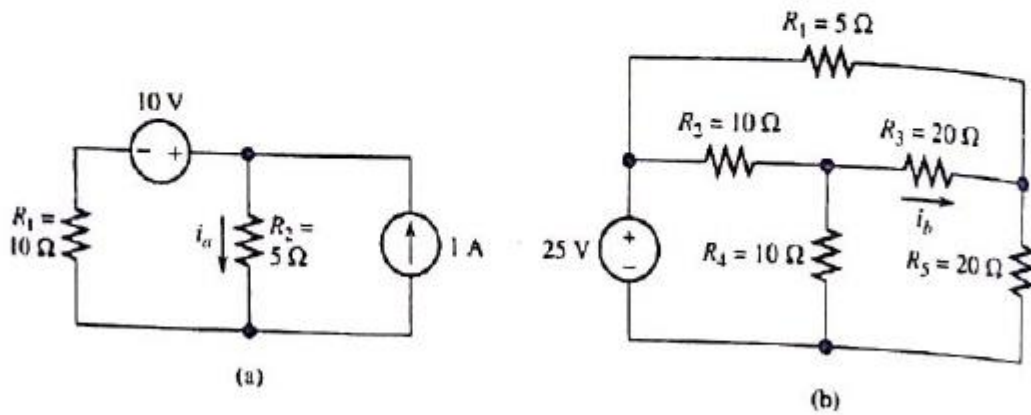 10 V
− +
R₁ =
10 Ω
iₐ
R₂ =
5 Ω
1 A
(a)
R₁ = 5 Ω
R₂ = 10 Ω
R₃ = 20 Ω
i_b
25 V
+
−
R₄ = 10 Ω
R₅ = 20 Ω
(b)